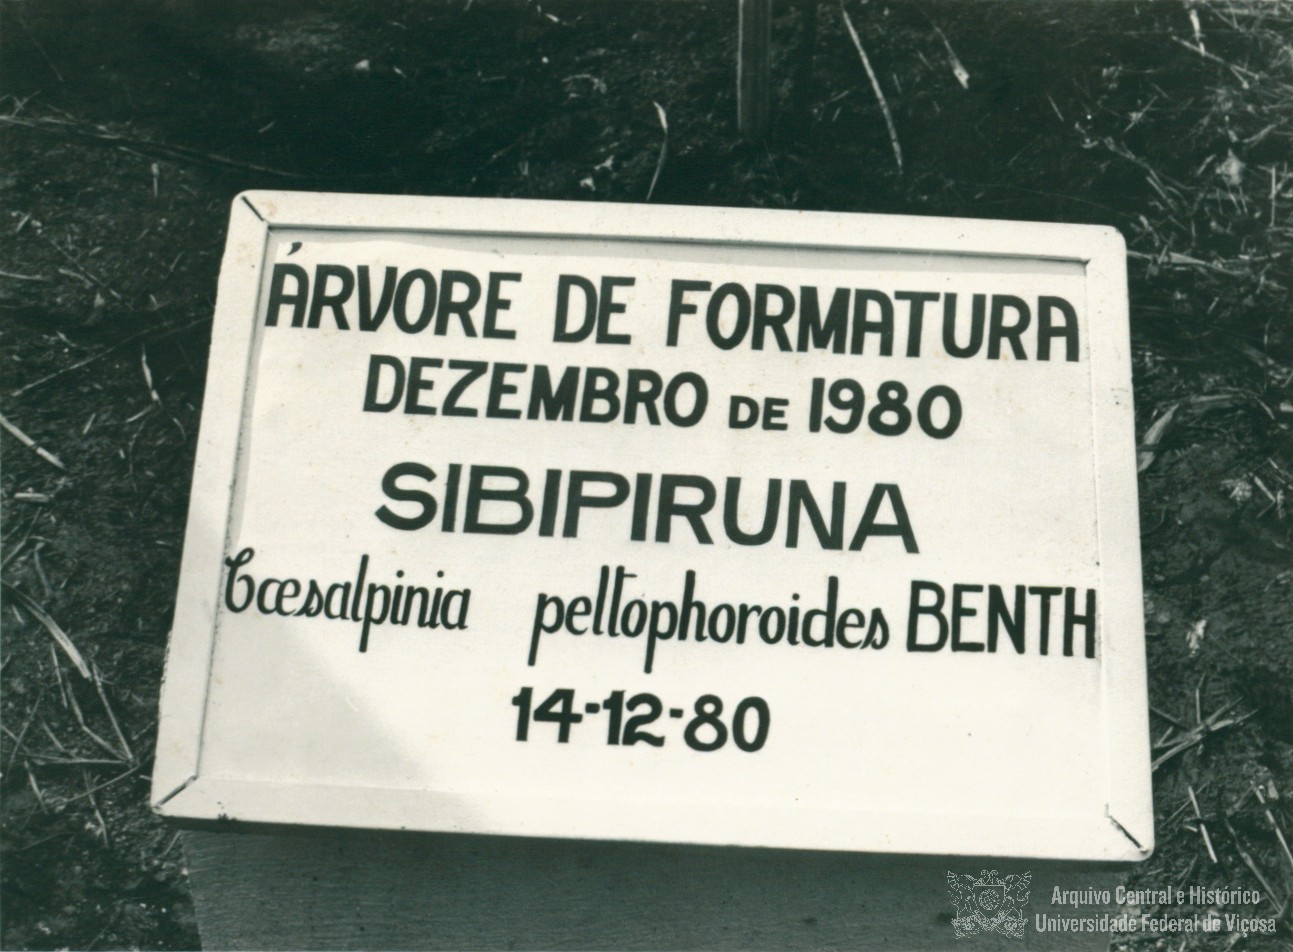 ÁRVORE DE FORMATURA
DEZEMBRO DE 1980
SIBIPIRUNA
Cœsalpinia peltophoroides BENTH
14-12-80
Arquivo Central e Histórico
Universidade Federal de Viçosa